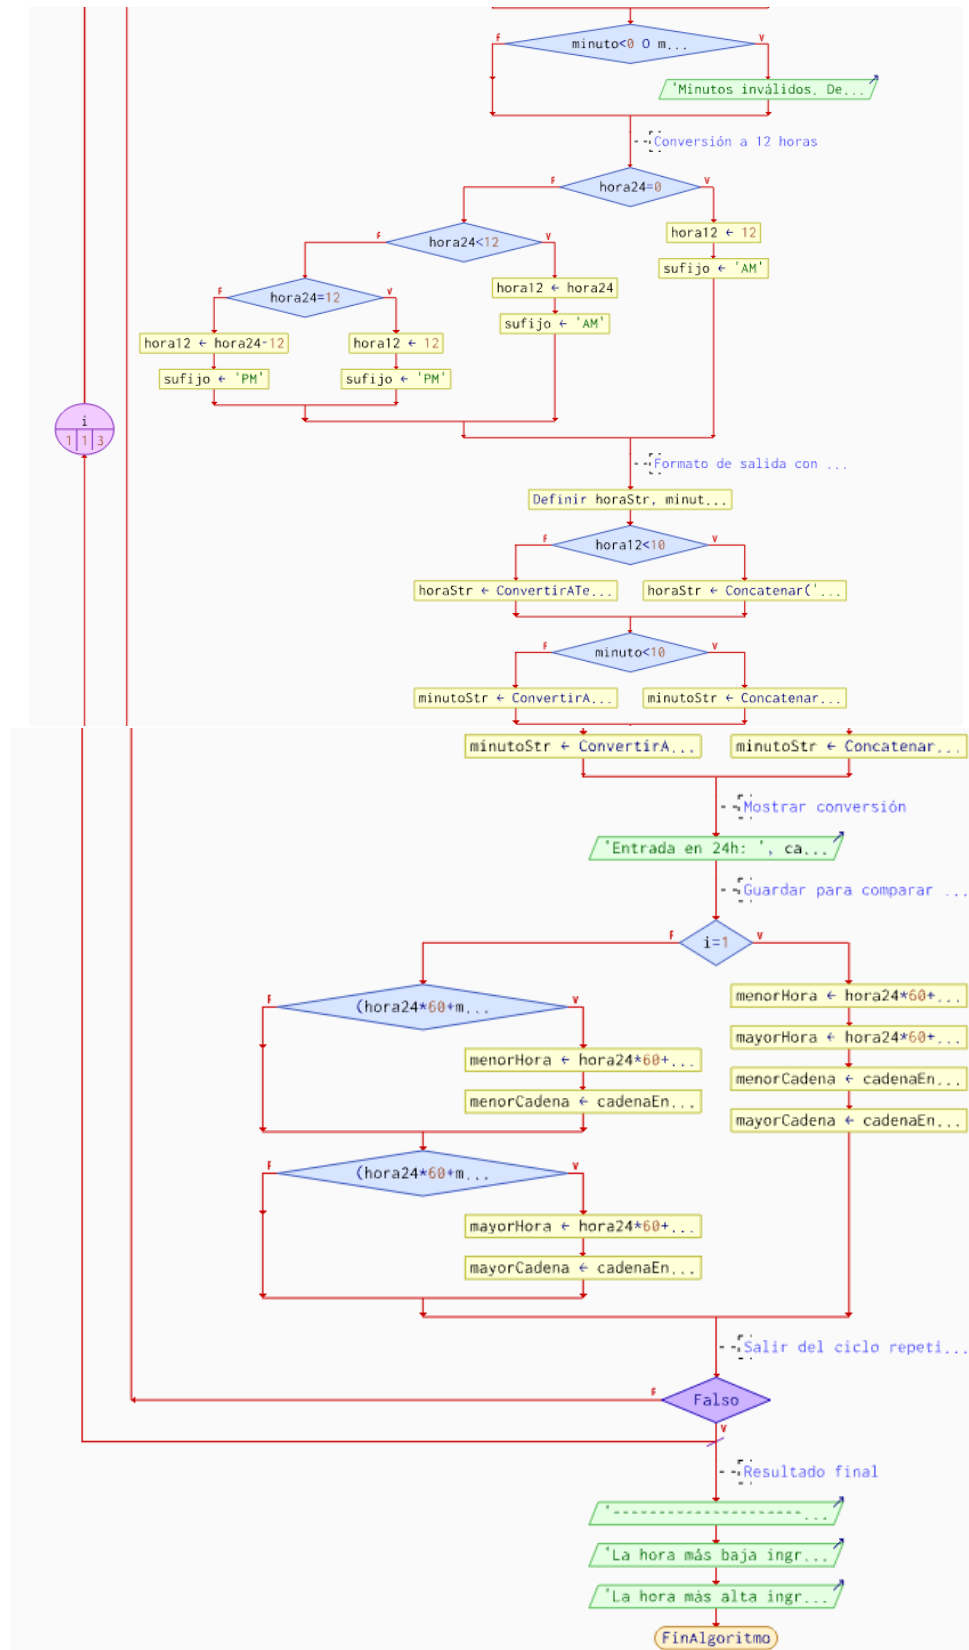 F
minuto<0 O m...
V
'Minutos inválidos. De...
Conversión a 12 horas
hora24=0
F
V
hora12 ← 12
sufijo ← 'AM'
hora24<12
F
V
hora12 ← hora24
sufijo ← 'AM'
hora24=12
F
V
hora12 ← hora24-12
hora12 ← 12
sufijo ← 'PM'
sufijo ← 'PM'
i
1 1 3
Formato de salida con ...
Definir horaStr, minut...
hora12<10
F
V
horaStr ← ConvertirATe...
horaStr ← Concatenar('...
minuto<10
F
V
minutoStr ← ConvertirA...
minutoStr ← Concatenar...
minutoStr ← ConvertirA...
minutoStr ← Concatenar...
Mostrar conversión
'Entrada en 24h: ', ca...
Guardar para comparar ...
i=1
F
V
menorHora ← hora24*60+...
mayorHora ← hora24*60+...
menorCadena ← cadenaEn...
mayorCadena ← cadenaEn...
(hora24*60+m...
F
V
menorHora ← hora24*60+...
menorCadena ← cadenaEn...
(hora24*60+m...
F
V
mayorHora ← hora24*60+...
mayorCadena ← cadenaEn...
Salir del ciclo repeti...
Falso
F
V
Resultado final
'---------------------...
'La hora más baja ingr...
'La hora más alta ingr...
FinAlgoritmo